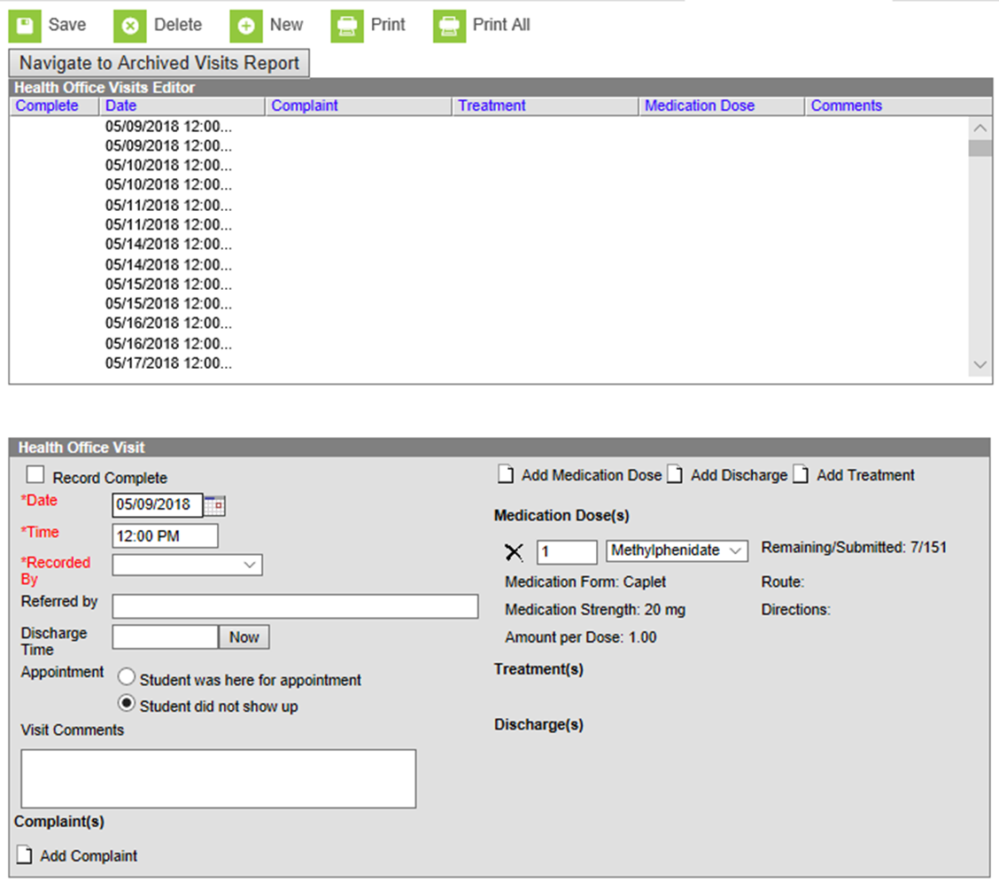 Save Delete New Print Print All
Navigate to Archived Visits Report
Health Office Visits Editor
Complete Date Complaint Treatment Medication Dose Comments
05/09/2018 12:00...
05/09/2018 12:00...
05/10/2018 12:00...
05/10/2018 12:00...
05/11/2018 12:00...
05/11/2018 12:00...
05/14/2018 12:00...
05/14/2018 12:00...
05/15/2018 12:00...
05/15/2018 12:00...
05/16/2018 12:00...
05/16/2018 12:00...
05/17/2018 12:00...
Health Office Visit
Record Complete
*Date 05/09/2018
*Time 12:00 PM
*Recorded
By
Referred by
Discharge
Time
Now
Appointment
Student was here for appointment
Student did not show up
Visit Comments
Complaint(s)
Add Complaint
Add Medication Dose Add Discharge Add Treatment
Medication Dose(s)
1 Methylphenidate Remaining/Submitted: 7/151
Medication Form: Caplet Route:
Medication Strength: 20 mg Directions:
Amount per Dose: 1.00
Treatment(s)
Discharge(s)